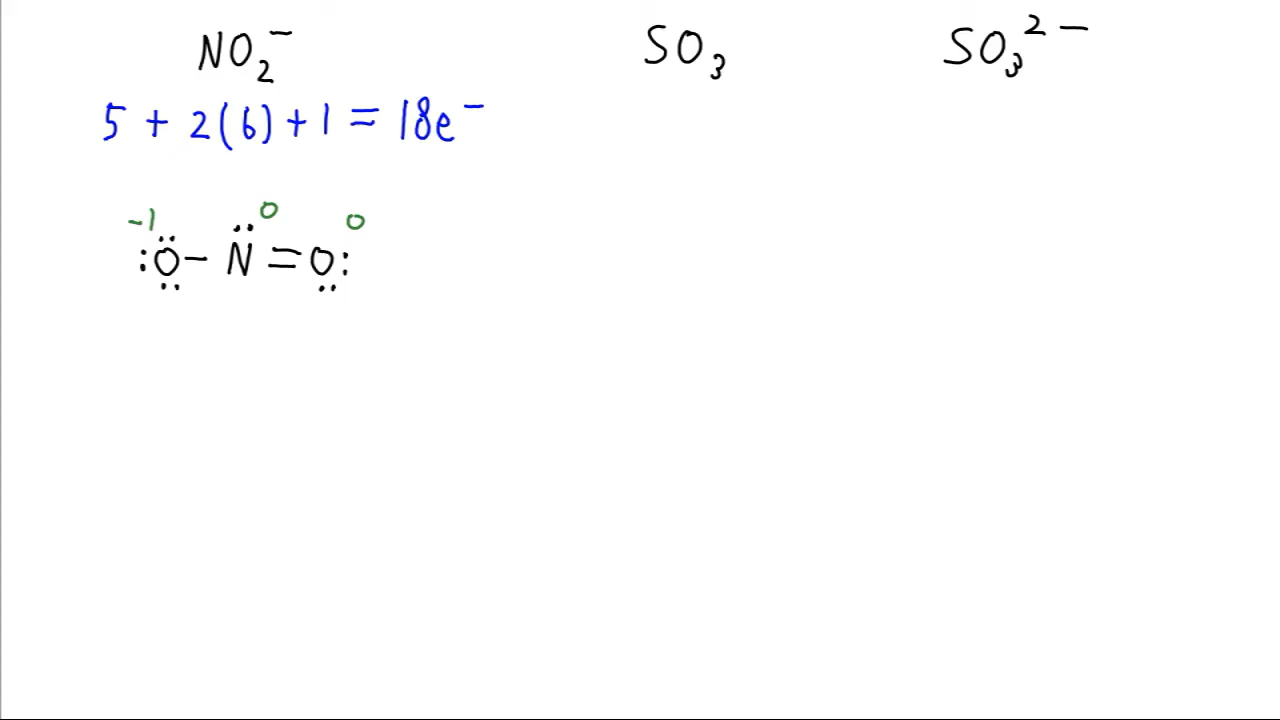 NO₂⁻ SO₃ SO₃²⁻
5 + 2(6) + 1 = 18e⁻
-1 0 0
:Ö̤ - N̈ = O̤: